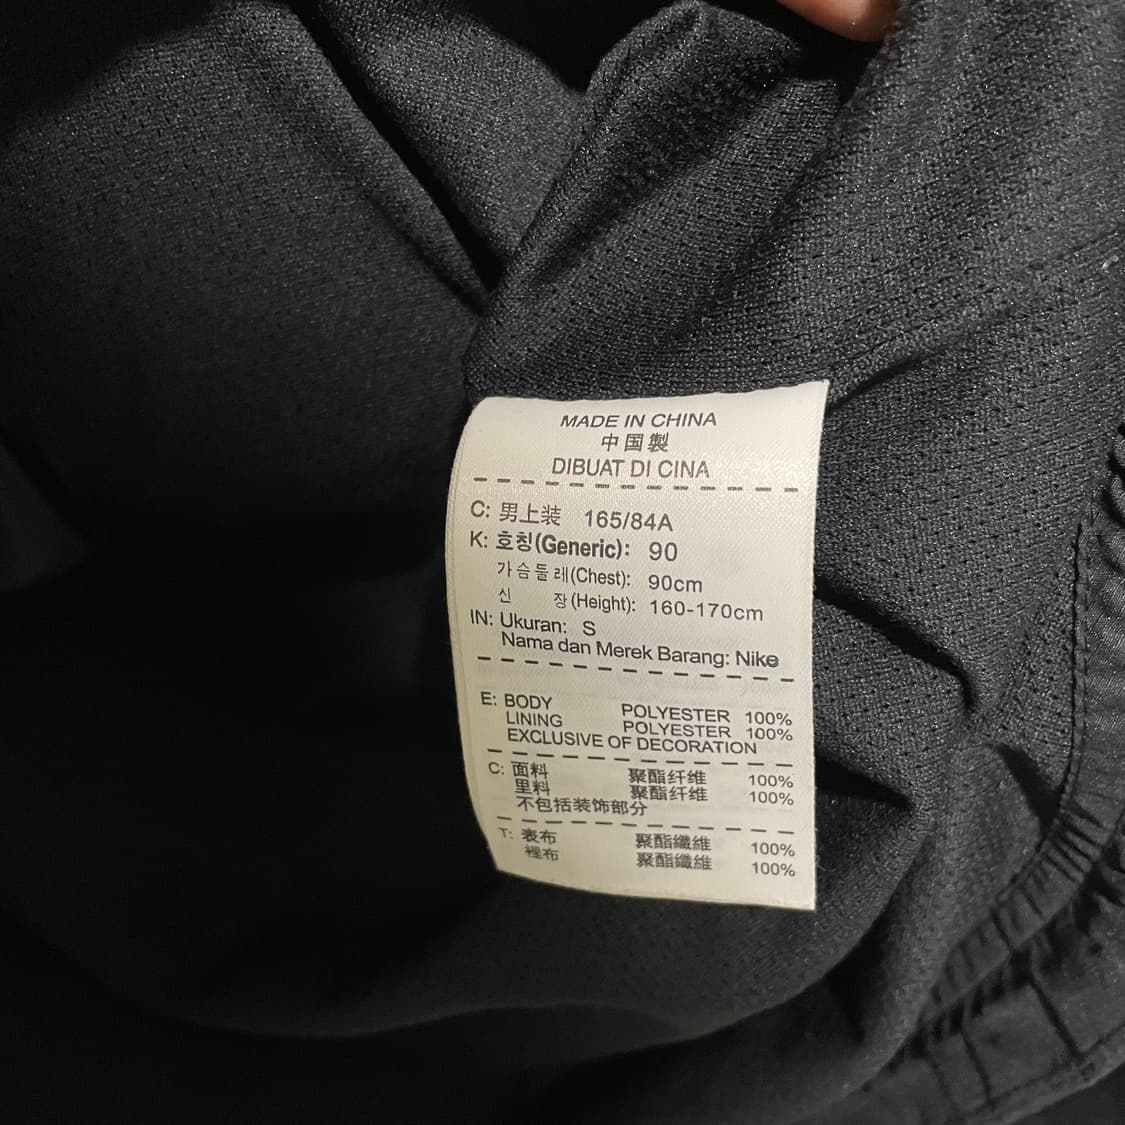 MADE IN CHINA
中国製
DIBUAT DI CINA
C: 男上装 165/84A
K: 호칭(Generic): 90
가슴둘레(Chest): 90cm
신 장(Height): 160-170cm
IN: Ukuran: S
Nama dan Merek Barang: Nike
E: BODY POLYESTER 100%
LINING POLYESTER 100%
EXCLUSIVE OF DECORATION
C: 面料 聚酯纤维 100%
里料 聚酯纤维 100%
不包括装饰部分
T: 表布 聚酯纖維 100%
裡布 聚酯纖維 100%